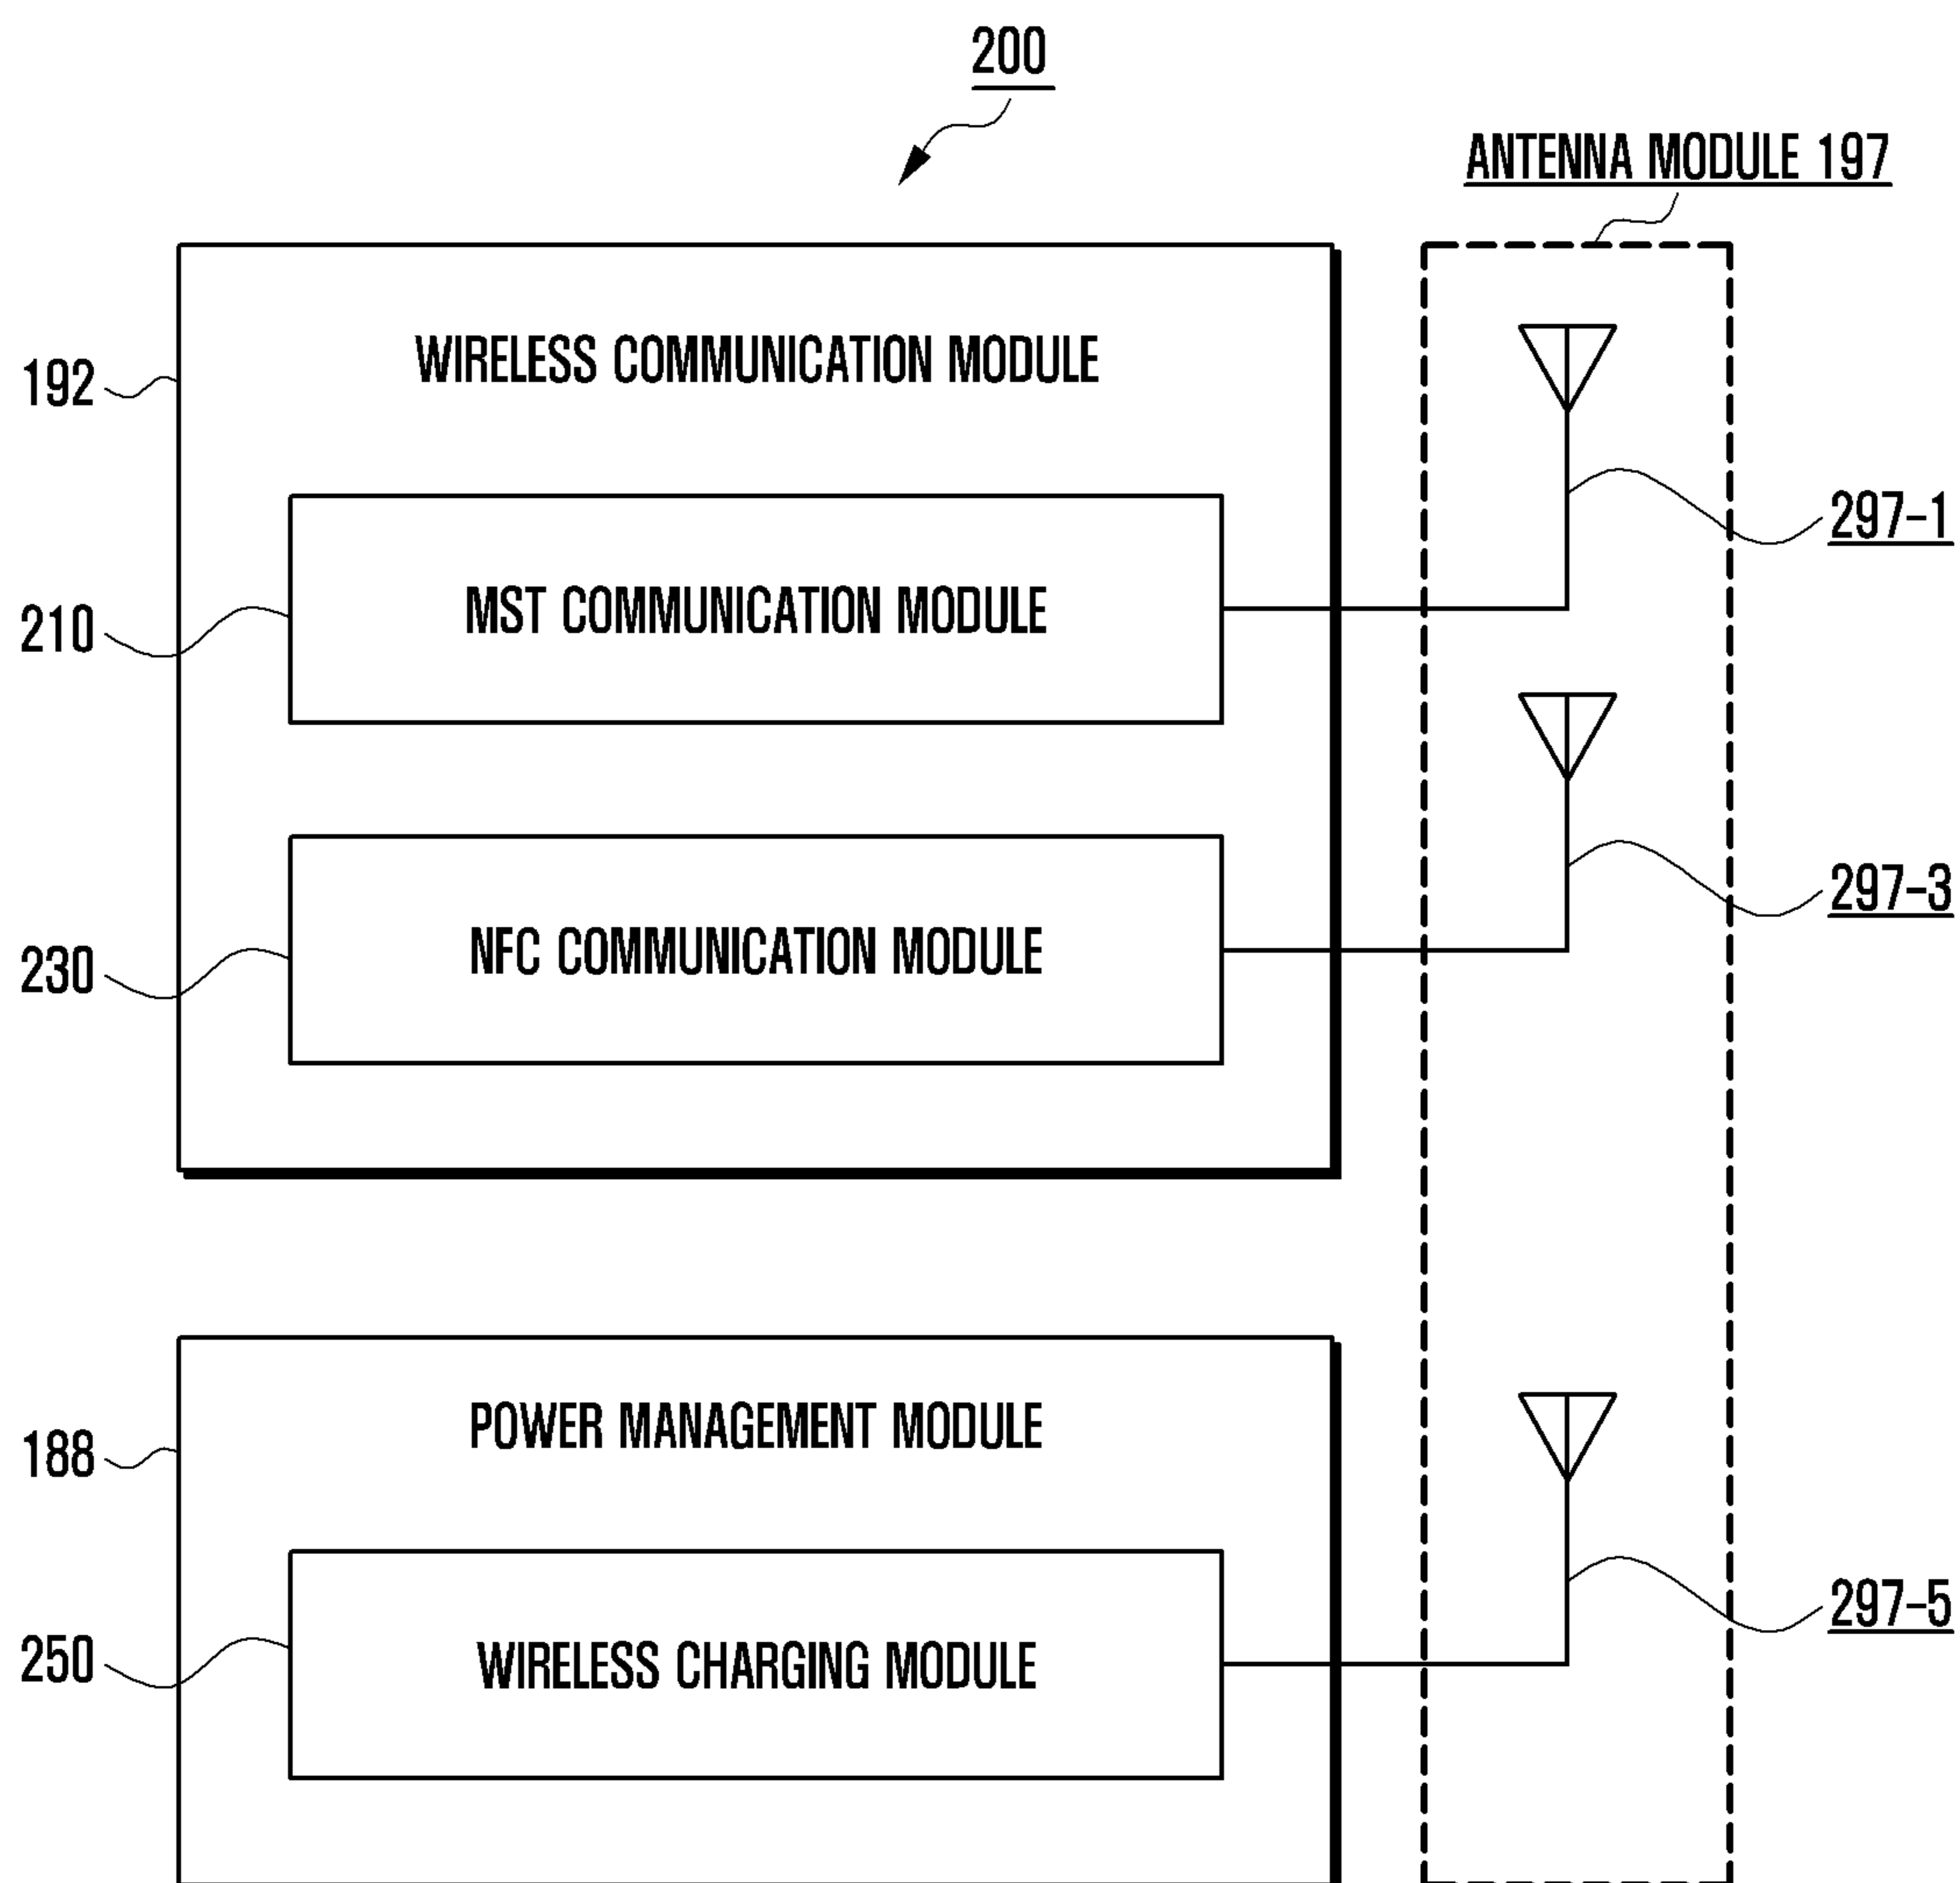 200
ANTENNA MODULE 197
WIRELESS COMMUNICATION MODULE
192
297-1
MST COMMUNICATION MODULE
210
297-3
NFC COMMUNICATION MODULE
230
POWER MANAGEMENT MODULE
188
297-5
WIRELESS CHARGING MODULE
250